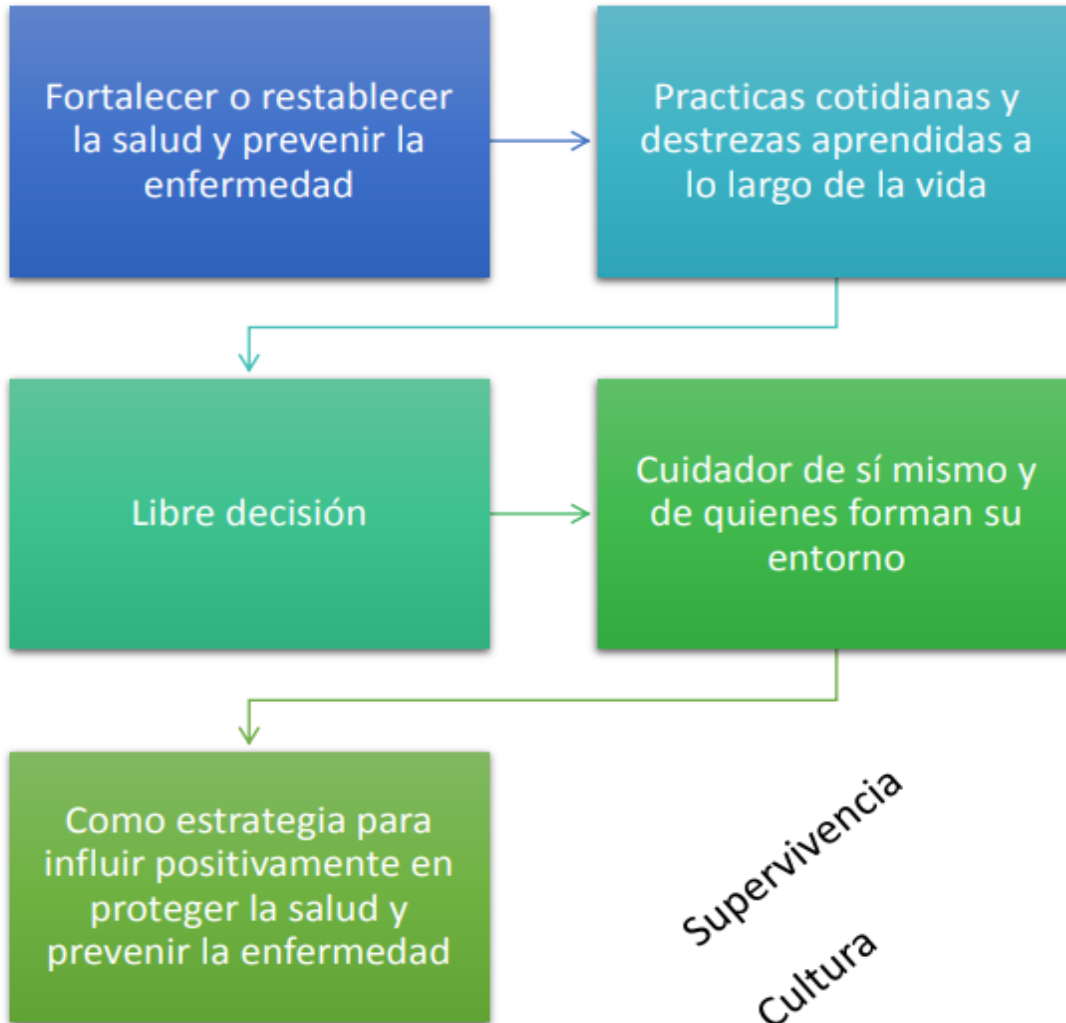 Fortalecer o restablecer
la salud y prevenir la
enfermedad
Practicas cotidianas y
destrezas aprendidas a
lo largo de la vida
Libre decisión
Cuidador de sí mismo y
de quienes forman su
entorno
Como estrategia para
influir positivamente en
proteger la salud y
prevenir la enfermedad
Supervivencia
Cultura